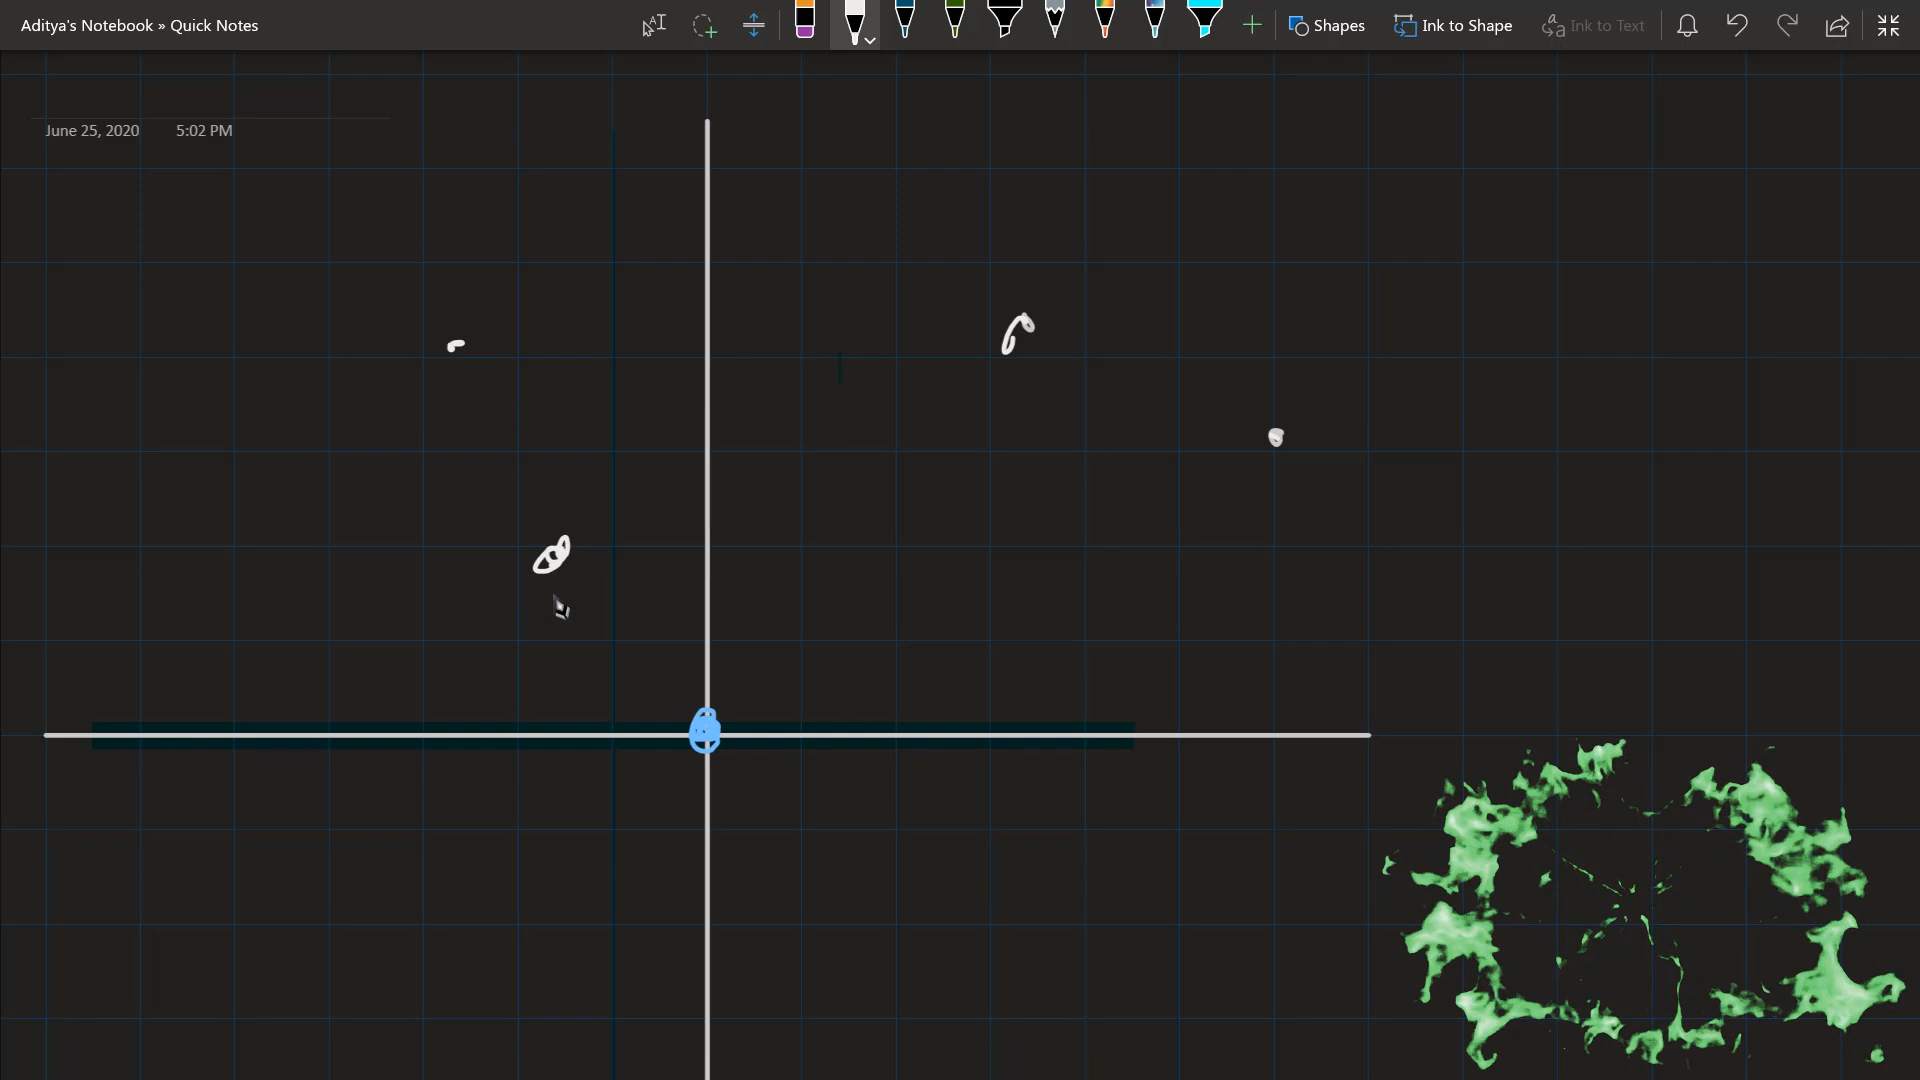 Aditya's Notebook » Quick Notes
Shapes
Ink to Shape
Ink to Text
June 25, 2020 5:02 PM